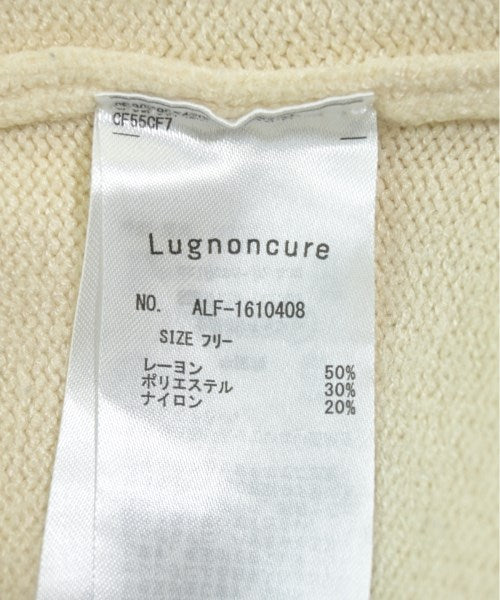 CF55CF7
Lugnoncure
NO. ALF-1610408
SIZE フリー
レーヨン 50%
ポリエステル 30%
ナイロン 20%